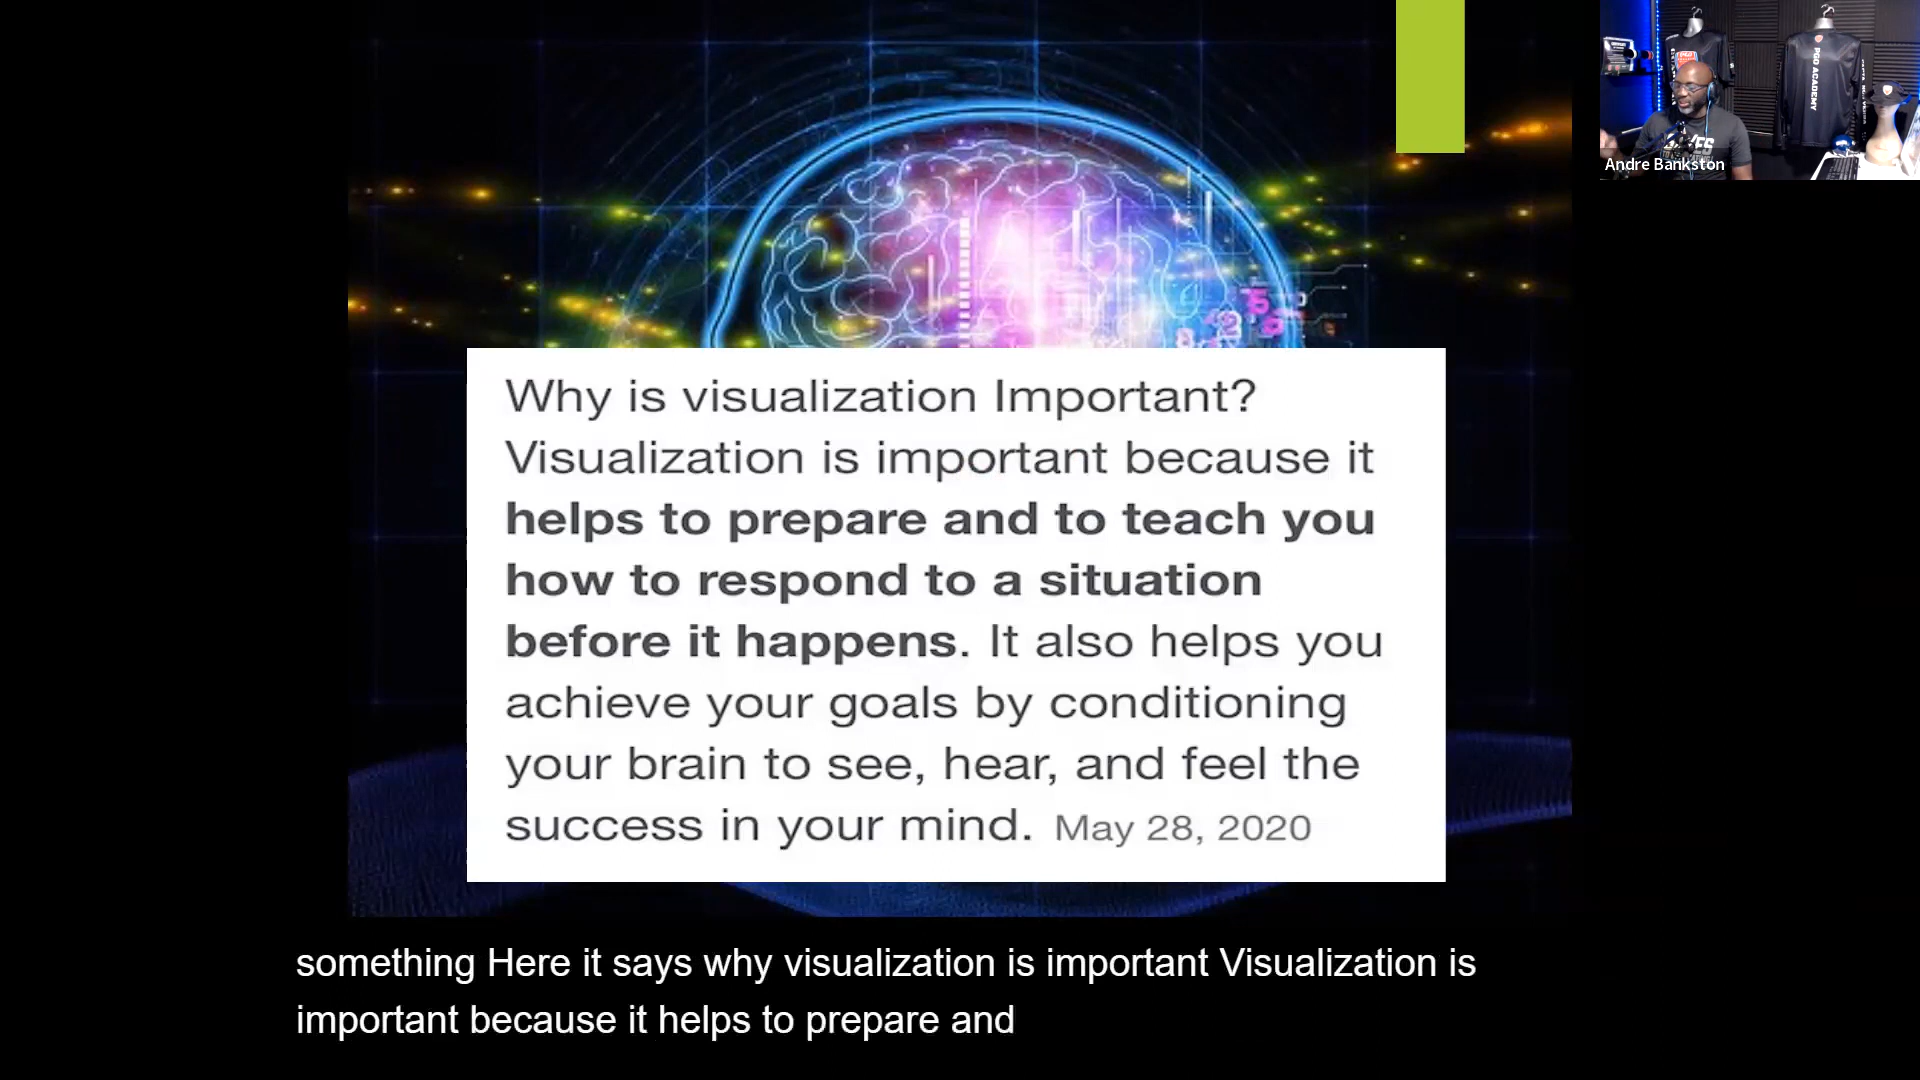 Why is visualization Important?
Visualization is important because it
helps to prepare and to teach you
how to respond to a situation
before it happens. It also helps you
achieve your goals by conditioning
your brain to see, hear, and feel the
success in your mind. May 28, 2020
PGO ACADEMY
Andre Bankston
something Here it says why visualization is important Visualization is
important because it helps to prepare and